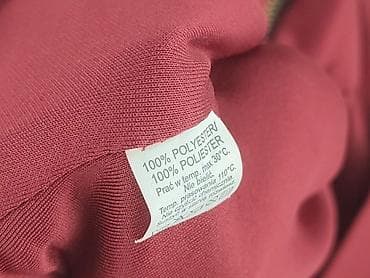 100% POLYESTER/
100% POLIESTER
Prać w temp. max 30°C.
Nie bielić.
Temp. prasowania 110°C.